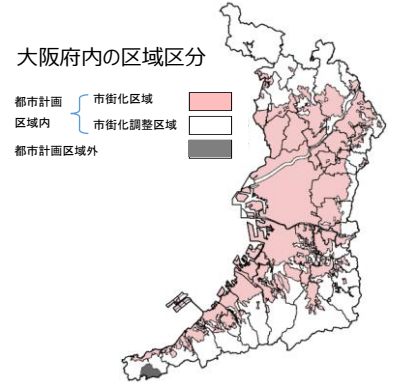 大阪府内の区域区分
都市計画
区域内
市街化区域
市街化調整区域
都市計画区域外